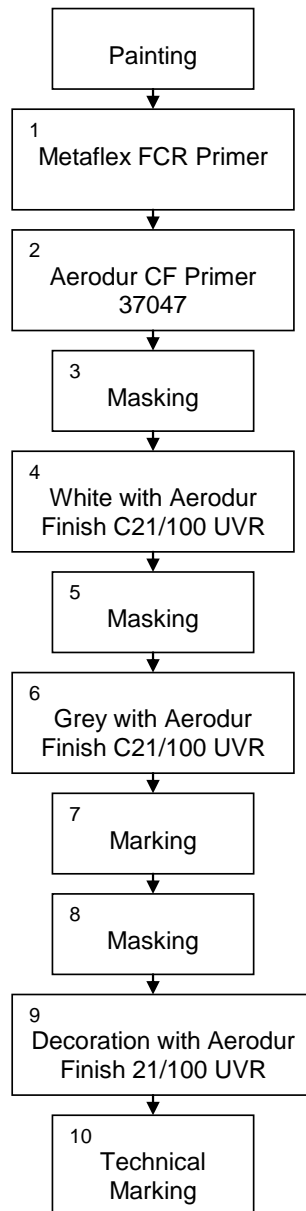 Painting
1
Metaflex FCR Primer
2
Aerodur CF Primer
37047
3
Masking
4
White with Aerodur
Finish C21/100 UVR
5
Masking
6
Grey with Aerodur
Finish C21/100 UVR
7
Marking
8
Masking
9
Decoration with Aerodur
Finish 21/100 UVR
10
Technical
Marking